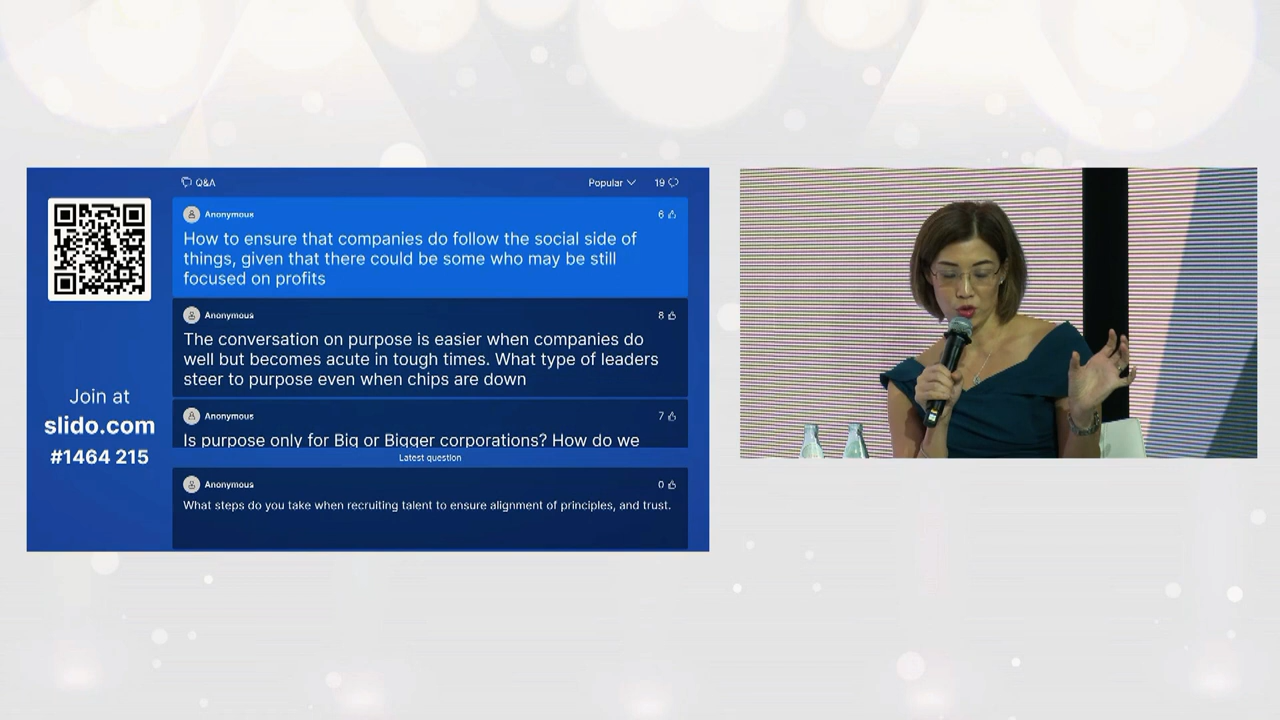 Q&A
Popular
19
Anonymous
6
How to ensure that companies do follow the social side of
things, given that there could be some who may be still
focused on profits
Anonymous
8
The conversation on purpose is easier when companies do
well but becomes acute in tough times. What type of leaders
steer to purpose even when chips are down
Anonymous
7
Is purpose only for Big or Bigger corporations? How do we
Latest question
Anonymous
0
What steps do you take when recruiting talent to ensure alignment of principles, and trust.
Join at
slido.com
#1464 215